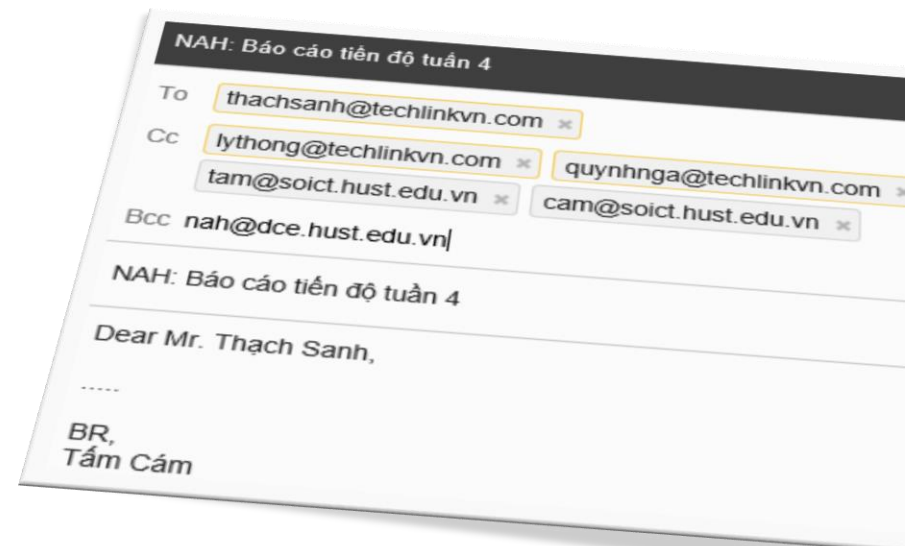 NAH: Báo cáo tiến độ tuần 4
To thachsanh@techlinkvn.com ×
Cc lythong@techlinkvn.com × quynhnga@techlinkvn.com ×
tam@soict.hust.edu.vn × cam@soict.hust.edu.vn ×
Bcc nah@dce.hust.edu.vn
NAH: Báo cáo tiến độ tuần 4
Dear Mr. Thạch Sanh,
.....
BR,
Tấm Cám